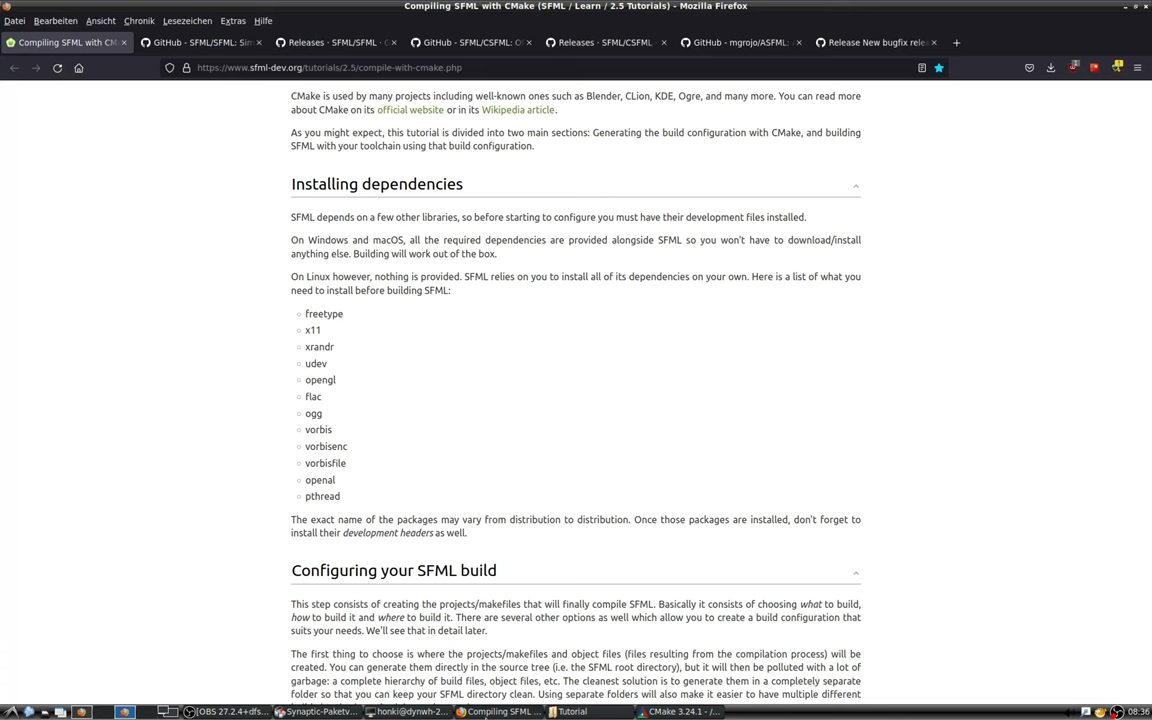 Compiling SFML with CMake (SFML / Learn / 2.5 Tutorials) - Mozilla Firefox
Datei Bearbeiten Ansicht Chronik Lesezeichen Extras Hilfe
Compiling SFML with CM
GitHub - SFML/SFML: Sim
Releases · SFML/SFML · G
GitHub - SFML/CSFML: Of
Releases · SFML/CSFML
GitHub - mgrojo/ASFML:
Release New bugfix relea
https://www.sfml-dev.org/tutorials/2.5/compile-with-cmake.php
CMake is used by many projects including well-known ones such as Blender, CLion, KDE, Ogre, and many more. You can read more
about CMake on its official website or in its Wikipedia article.
As you might expect, this tutorial is divided into two main sections: Generating the build configuration with CMake, and building
SFML with your toolchain using that build configuration.
Installing dependencies
SFML depends on a few other libraries, so before starting to configure you must have their development files installed.
On Windows and macOS, all the required dependencies are provided alongside SFML so you won't have to download/install
anything else. Building will work out of the box.
On Linux however, nothing is provided. SFML relies on you to install all of its dependencies on your own. Here is a list of what you
need to install before building SFML:
freetype
x11
xrandr
udev
opengl
flac
ogg
vorbis
vorbisenc
vorbisfile
openal
pthread
The exact name of the packages may vary from distribution to distribution. Once those packages are installed, don't forget to
install their development headers as well.
Configuring your SFML build
This step consists of creating the projects/makefiles that will finally compile SFML. Basically it consists of choosing what to build,
how to build it and where to build it. There are several other options as well which allow you to create a build configuration that
suits your needs. We'll see that in detail later.
The first thing to choose is where the projects/makefiles and object files (files resulting from the compilation process) will be
created. You can generate them directly in the source tree (i.e. the SFML root directory), but it will then be polluted with a lot of
garbage: a complete hierarchy of build files, object files, etc. The cleanest solution is to generate them in a completely separate
folder so that you can keep your SFML directory clean. Using separate folders will also make it easier to have multiple different
[OBS 27.2.4+dfs... Synaptic-Paketv... honki@dynwh-2... Compiling SFML ... Tutorial CMake 3.24.1 - /... 08:36